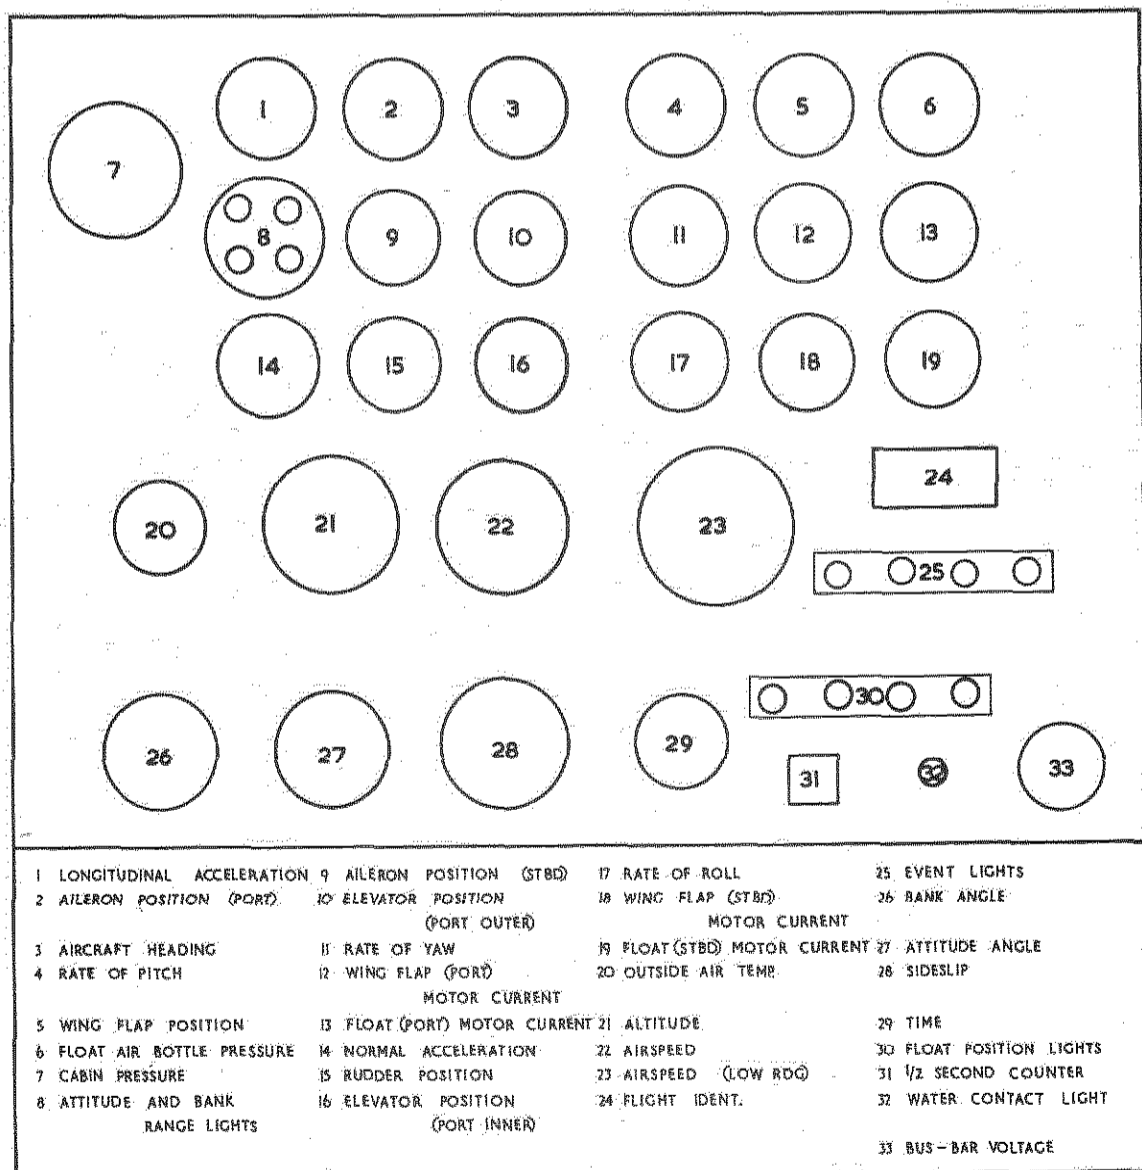 1 2 3 4 5 6
7
8 9 10 11 12 13
14 15 16 17 18 19
20 21 22 23 24
25
26 27 28 29 30
31 32 33
1 LONGITUDINAL ACCELERATION
2 AILERON POSITION (PORT)
3 AIRCRAFT HEADING
4 RATE OF PITCH
5 WING FLAP POSITION
6 FLOAT AIR BOTTLE PRESSURE
7 CABIN PRESSURE
8 ATTITUDE AND BANK
RANGE LIGHTS
9 AILERON POSITION (STBD)
10 ELEVATOR POSITION
(PORT OUTER)
11 RATE OF YAW
12 WING FLAP (PORT)
MOTOR CURRENT
13 FLOAT (PORT) MOTOR CURRENT
14 NORMAL ACCELERATION
15 RUDDER POSITION
16 ELEVATOR POSITION
(PORT INNER)
17 RATE OF ROLL
18 WING FLAP (STBD)
MOTOR CURRENT
19 FLOAT (STBD) MOTOR CURRENT
20 OUTSIDE AIR TEMP.
21 ALTITUDE
22 AIRSPEED
23 AIRSPEED (LOW RDG)
24 FLIGHT IDENT.
25 EVENT LIGHTS
26 BANK ANGLE
27 ATTITUDE ANGLE
28 SIDESLIP
29 TIME
30 FLOAT POSITION LIGHTS
31 1/2 SECOND COUNTER
32 WATER CONTACT LIGHT
33 BUS-BAR VOLTAGE